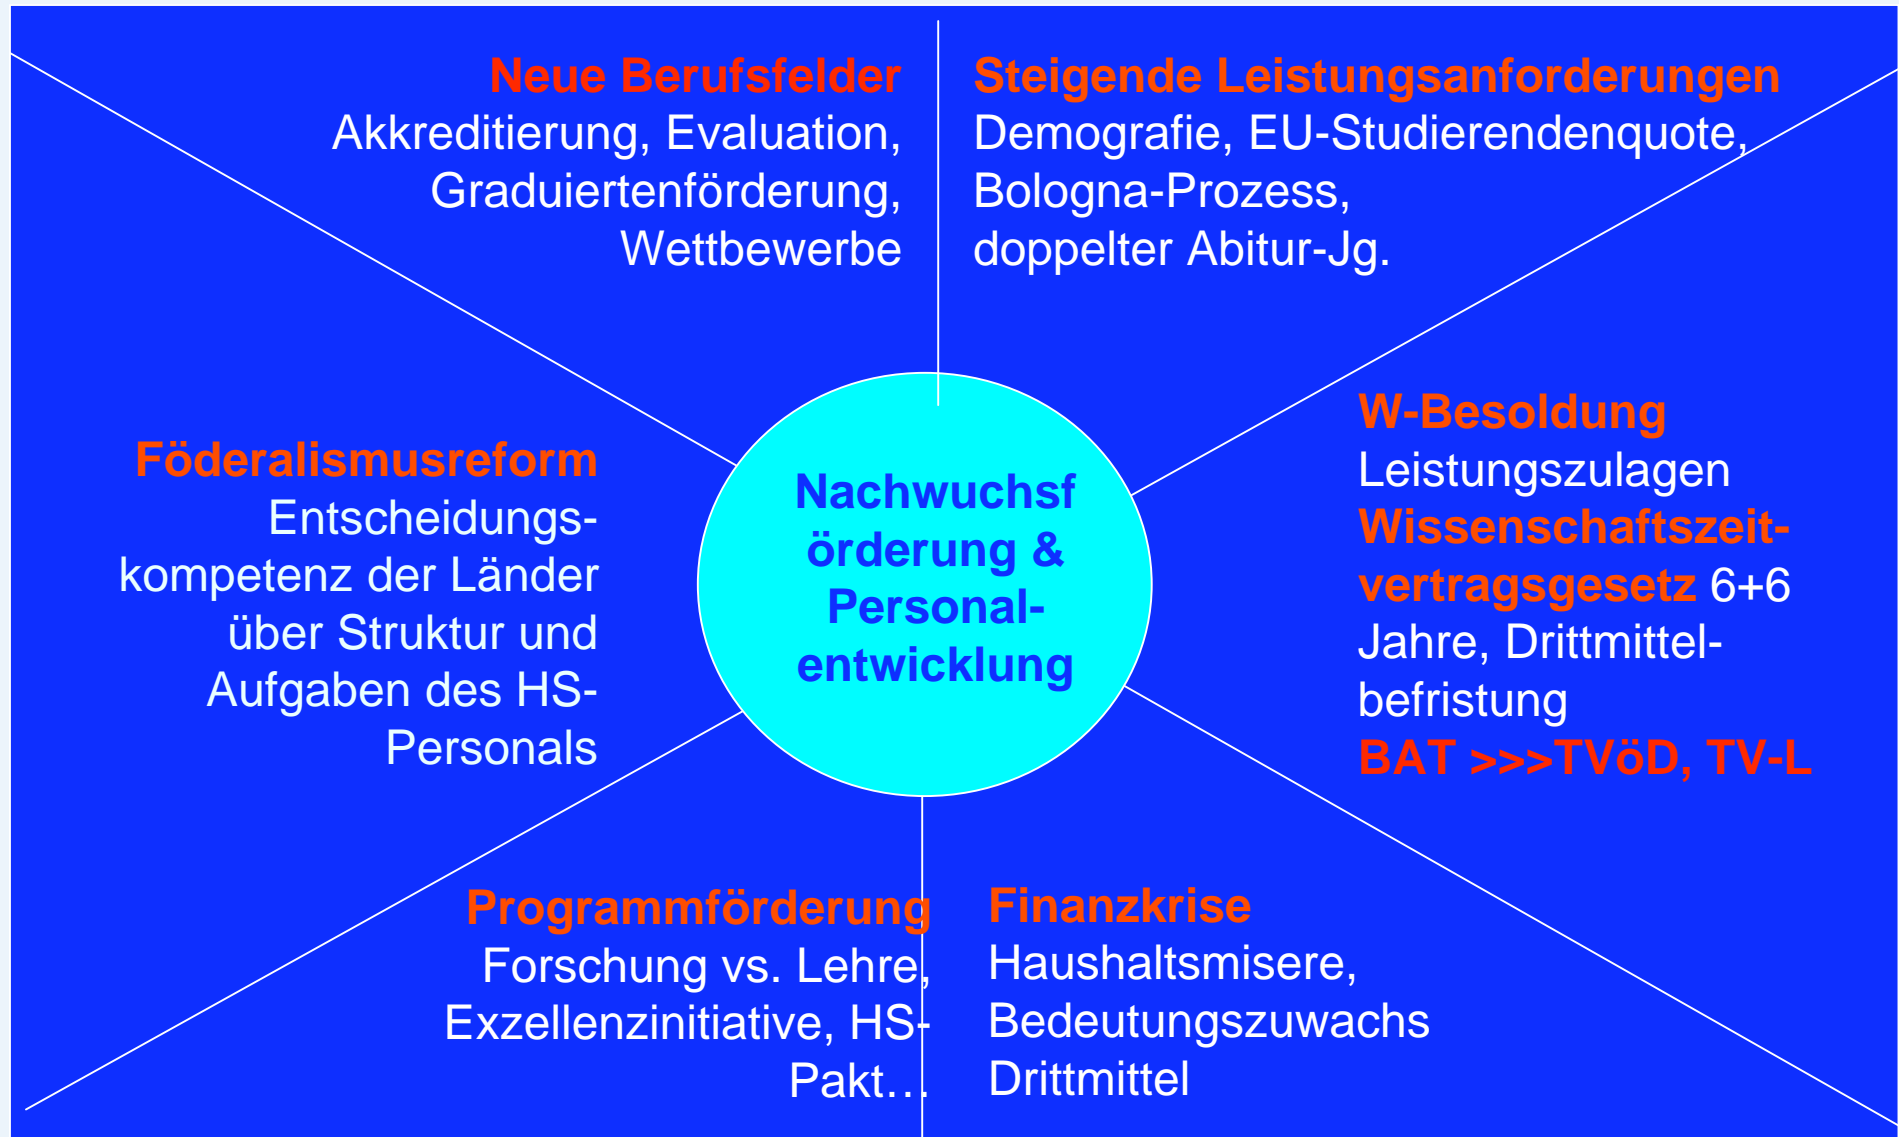 Neue Berufsfelder
Akkreditierung, Evaluation,
Graduiertenförderung,
Wettbewerbe
Steigende Leistungsanforderungen
Demografie, EU-Studierendenquote,
Bologna-Prozess,
doppelter Abitur-Jg.
Föderalismusreform
Entscheidungs-
kompetenz der Länder
über Struktur und
Aufgaben des HS-
Personals
Nachwuchsf
örderung &
Personal-
entwicklung
W-Besoldung
Leistungszulagen
Wissenschaftszeit-
vertragsgesetz 6+6
Jahre, Drittmittel-
befristung
BAT >>>TVöD, TV-L
Programmförderung
Forschung vs. Lehre,
Exzellenzinitiative, HS-
Pakt…
Finanzkrise
Haushaltsmisere,
Bedeutungszuwachs
Drittmittel